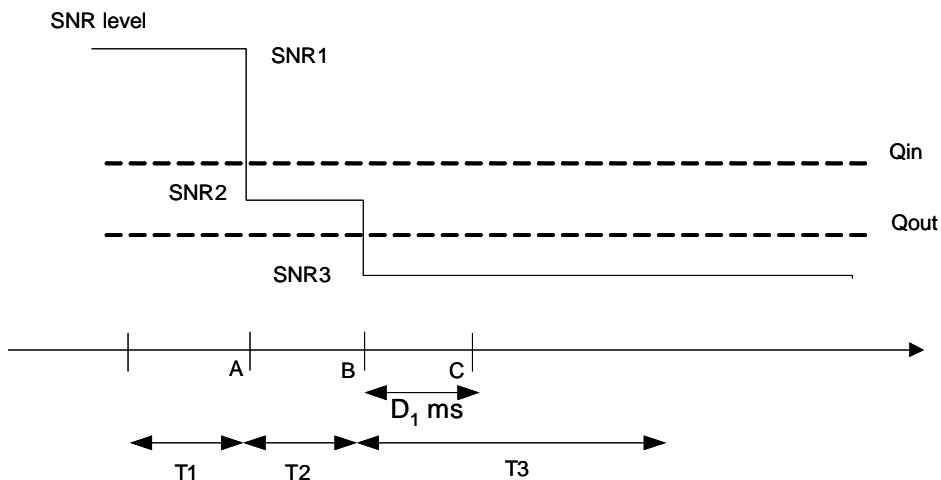 SNR level
SNR1
Qin
SNR2
Qout
SNR3
A
B
C
D1 ms
T1
T2
T3